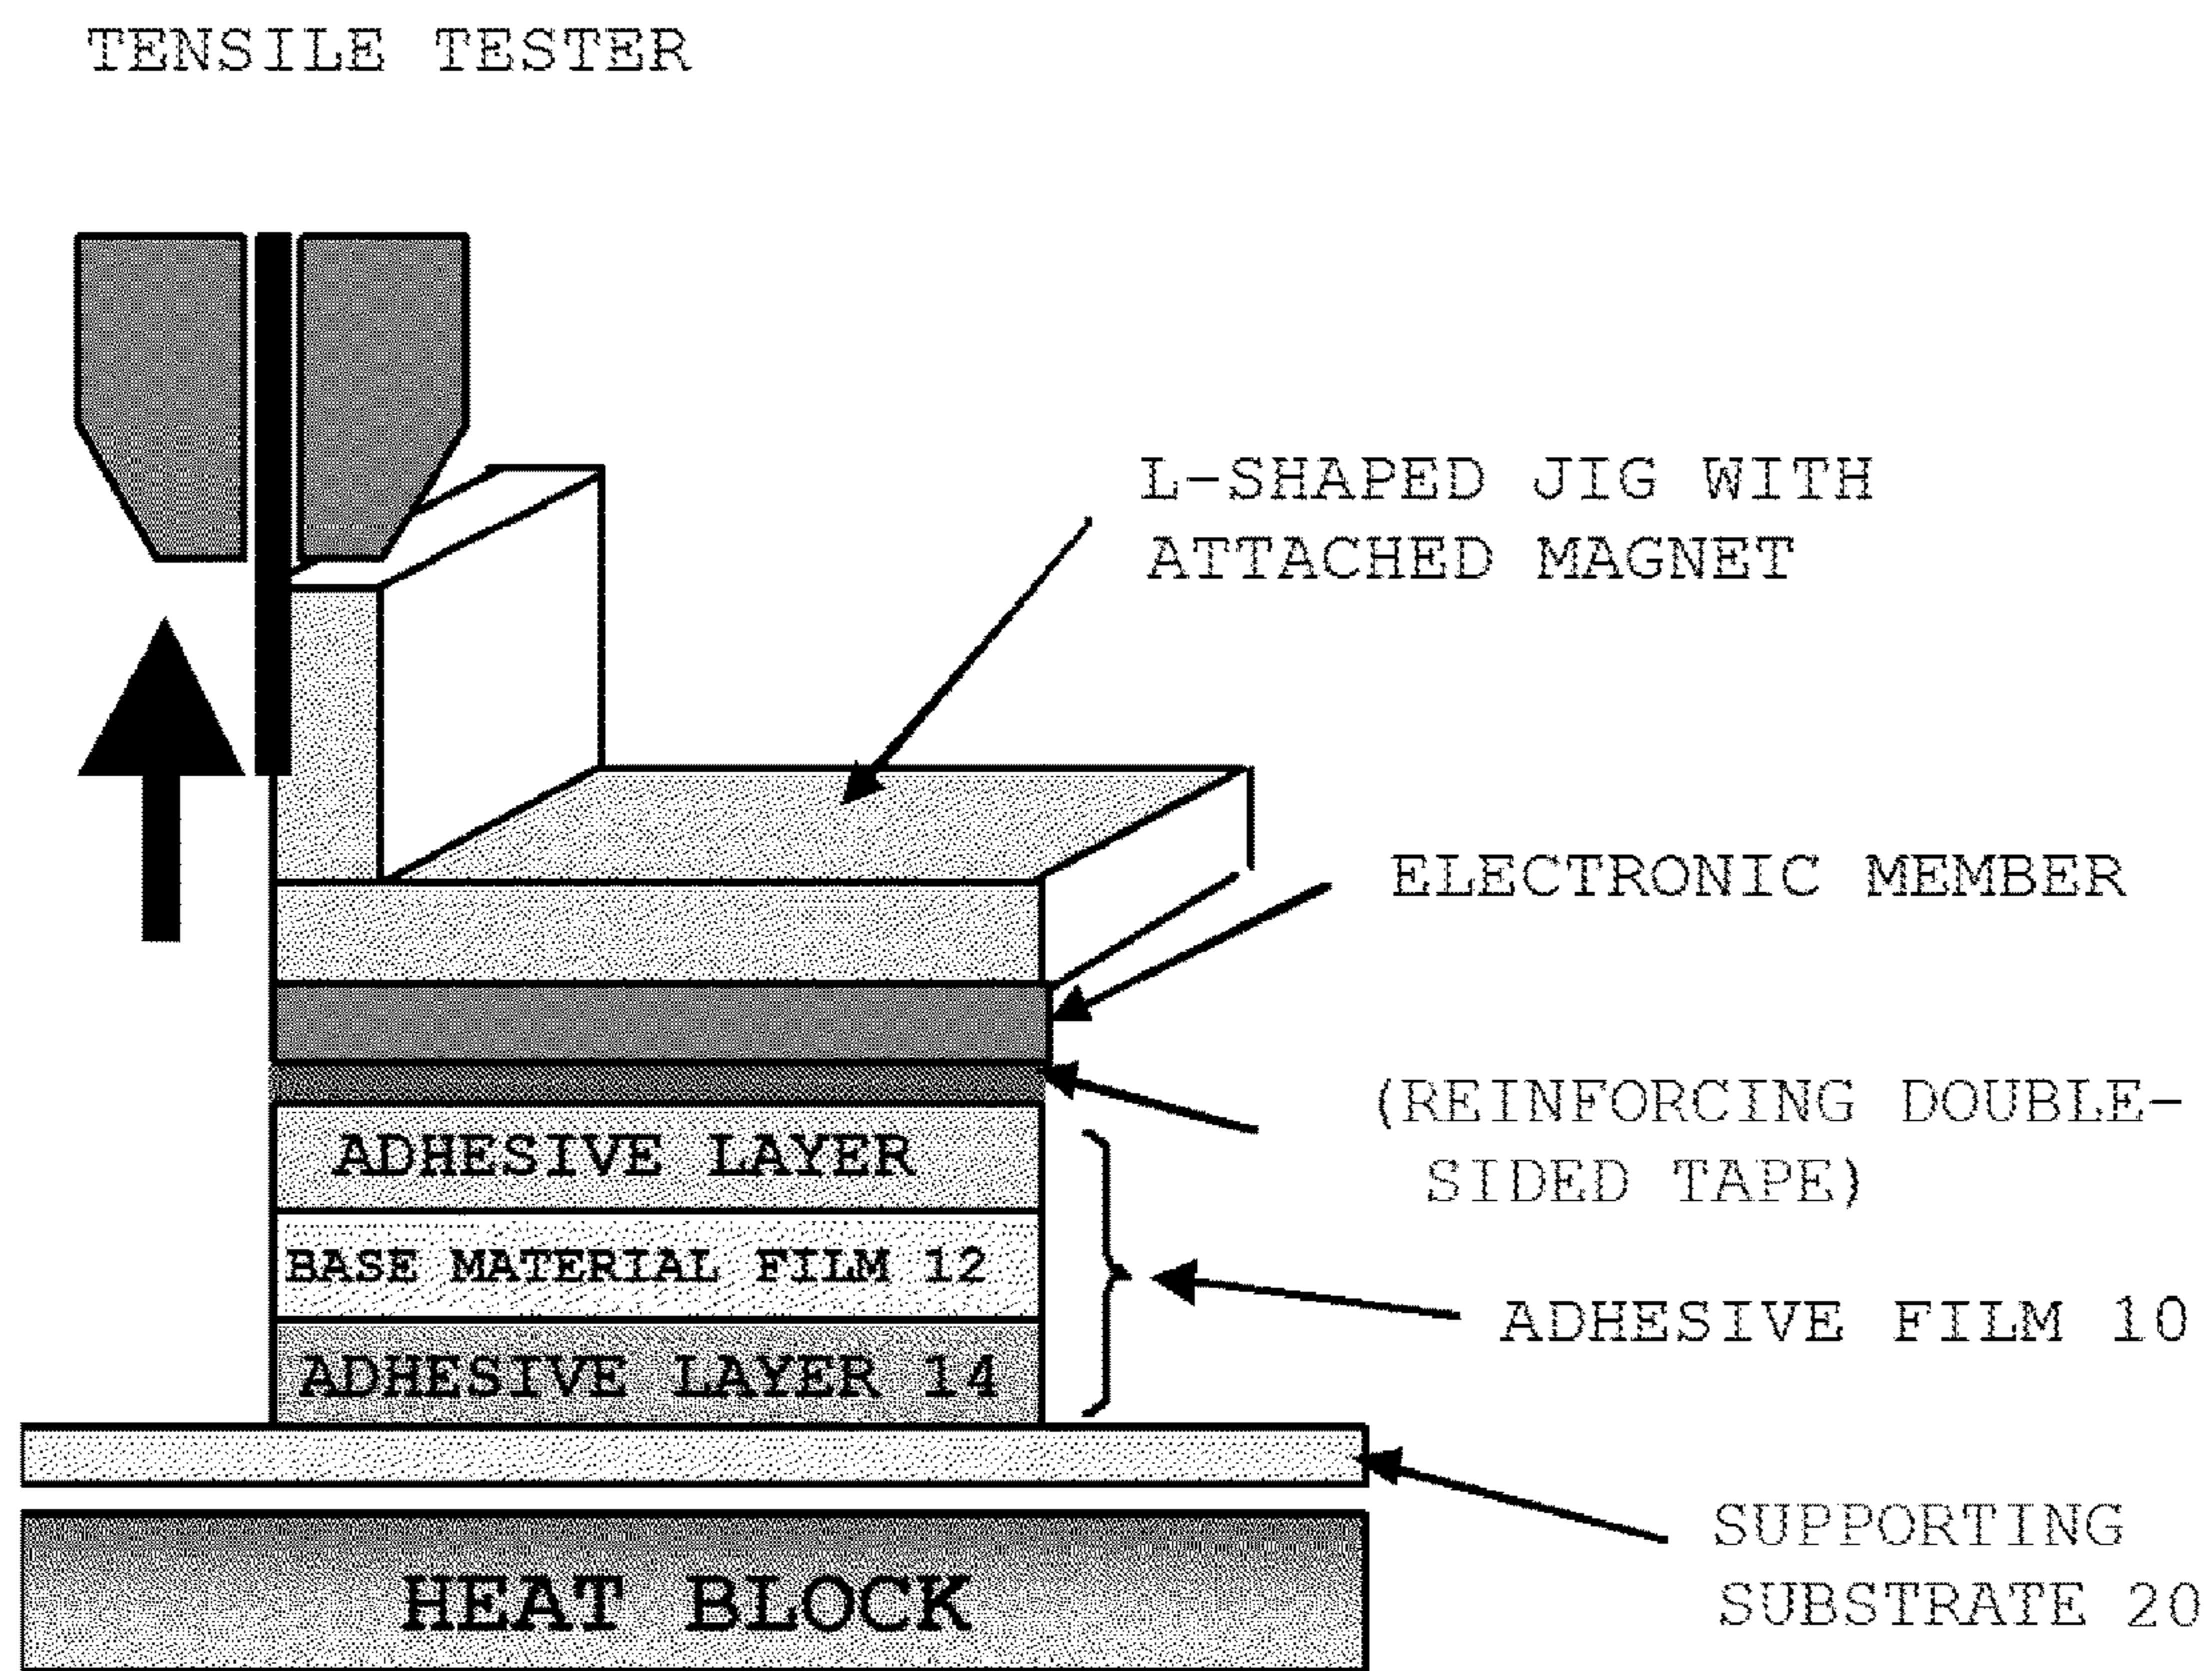 TENSILE TESTER
L-SHAPED JIG WITH
ATTACHED MAGNET
ELECTRONIC MEMBER
(REINFORCING DOUBLE-
SIDED TAPE)
ADHESIVE LAYER
BASE MATERIAL FILM 12
ADHESIVE FILM 10
ADHESIVE LAYER 14
SUPPORTING
SUBSTRATE 20
HEAT BLOCK